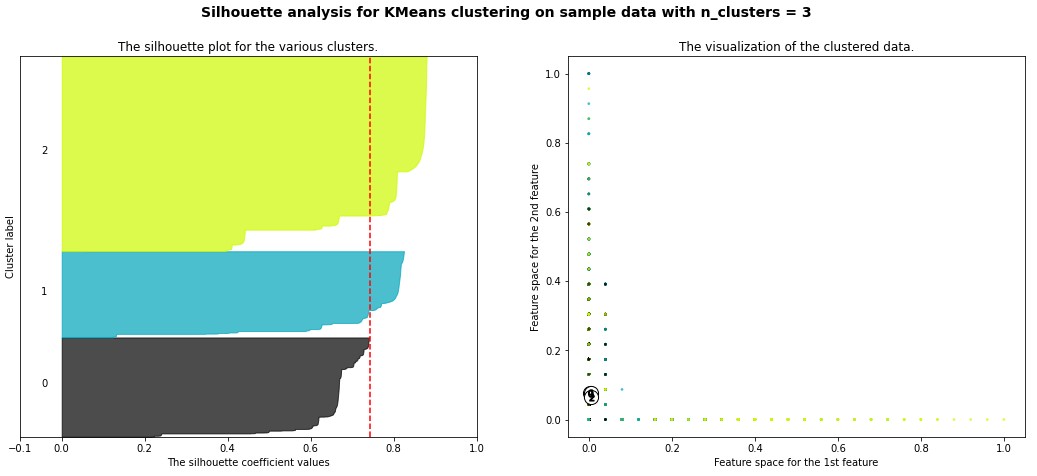 Silhouette analysis for KMeans clustering on sample data with n_clusters = 3
The silhouette plot for the various clusters.
Cluster label
2
1
0
−0.1 0.0 0.2 0.4 0.6 0.8 1.0
The silhouette coefficient values
The visualization of the clustered data.
Feature space for the 2nd feature
1.0
0.8
0.6
0.4
0.2
0.0
0.0 0.2 0.4 0.6 0.8 1.0
Feature space for the 1st feature